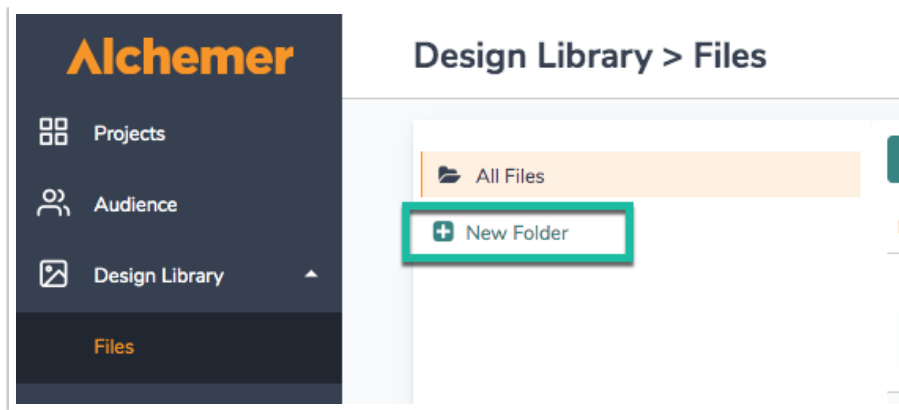 Alchemer
Design Library > Files
Projects
All Files
Audience
New Folder
Design Library
Files